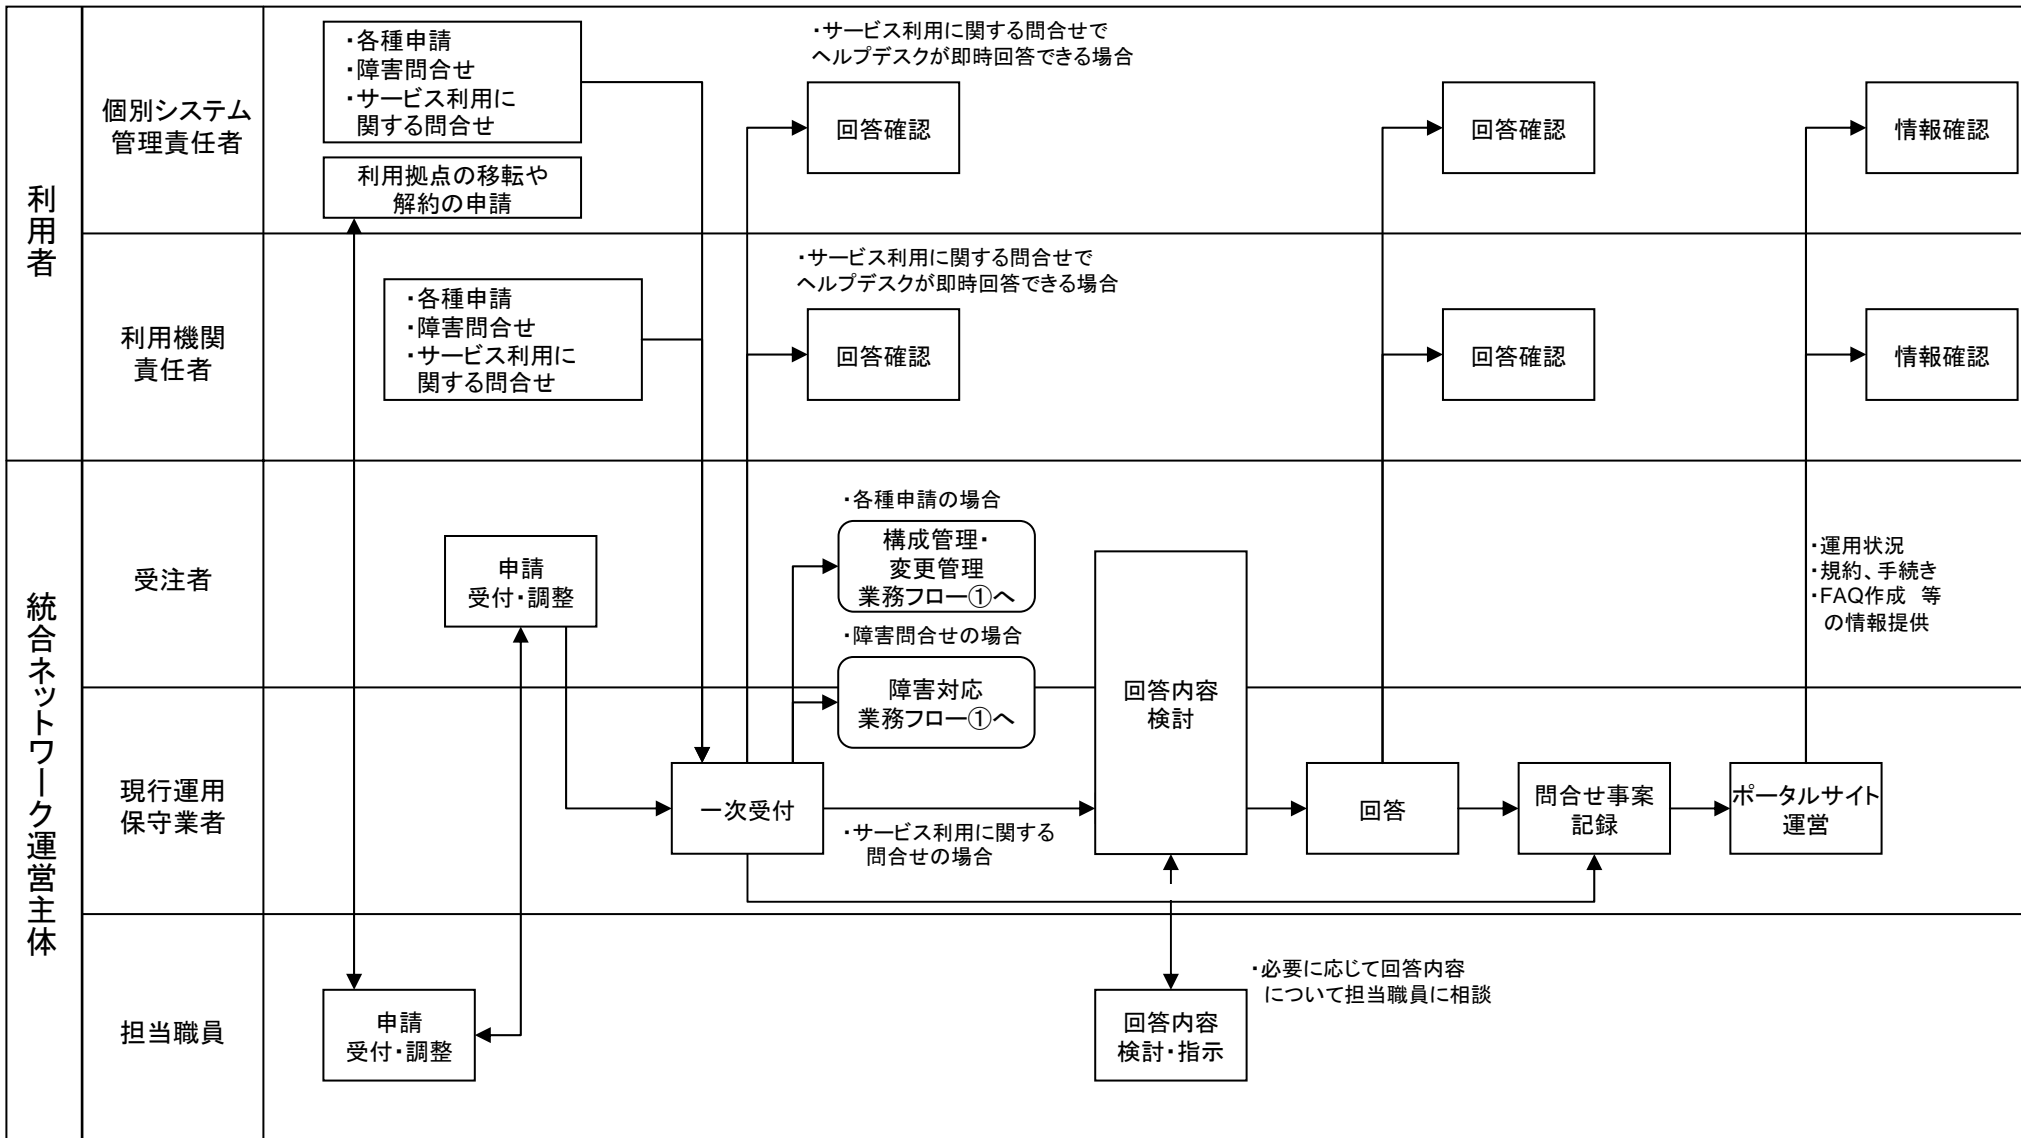 利用者
個別システム
管理責任者
・各種申請
・障害問合せ
・サービス利用に
関する問合せ
利用拠点の移転や
解約の申請
・サービス利用に関する問合せで
ヘルプデスクが即時回答できる場合
回答確認
回答確認
情報確認
利用機関
責任者
・各種申請
・障害問合せ
・サービス利用に
関する問合せ
・サービス利用に関する問合せで
ヘルプデスクが即時回答できる場合
回答確認
回答確認
情報確認
統合ネットワーク運営主体
受注者
申請
受付・調整
・各種申請の場合
構成管理・
変更管理
業務フロー①へ
・障害問合せの場合
障害対応
業務フロー①へ
回答内容
検討
・運用状況
・規約、手続き
・FAQ作成 等
の情報提供
現行運用
保守業者
一次受付
・サービス利用に関する
問合せの場合
回答
問合せ事案
記録
ポータルサイト
運営
担当職員
申請
受付・調整
回答内容
検討・指示
・必要に応じて回答内容
について担当職員に相談